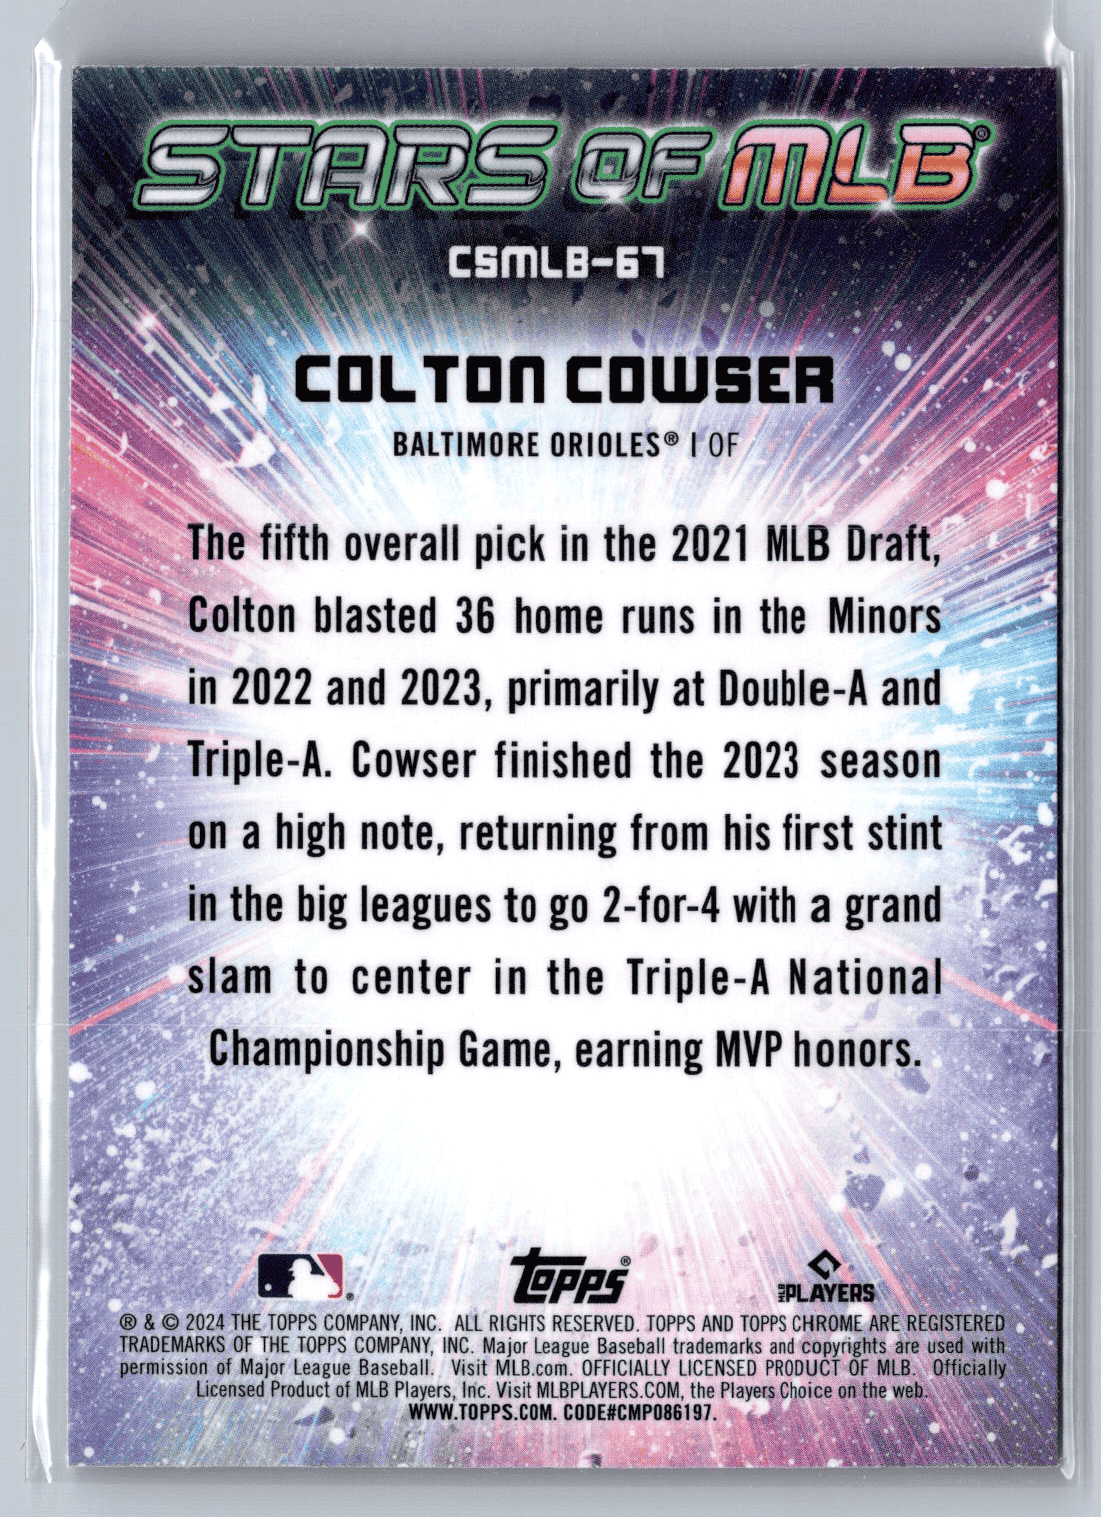 STARS OF MLB®
CSMLB-67
COLTON COWSER
BALTIMORE ORIOLES® | OF
The fifth overall pick in the 2021 MLB Draft,
Colton blasted 36 home runs in the Minors
in 2022 and 2023, primarily at Double-A and
Triple-A. Cowser finished the 2023 season
on a high note, returning from his first stint
in the big leagues to go 2-for-4 with a grand
slam to center in the Triple-A National
Championship Game, earning MVP honors.
Topps®
MLB PLAYERS
® & © 2024 THE TOPPS COMPANY, INC. ALL RIGHTS RESERVED. TOPPS AND TOPPS CHROME ARE REGISTERED
TRADEMARKS OF THE TOPPS COMPANY, INC. Major League Baseball trademarks and copyrights are used with
permission of Major League Baseball. Visit MLB.com. OFFICIALLY LICENSED PRODUCT OF MLB. Officially
Licensed Product of MLB Players, Inc. Visit MLBPLAYERS.COM, the Players Choice on the web.
WWW.TOPPS.COM. CODE#CMP086197.